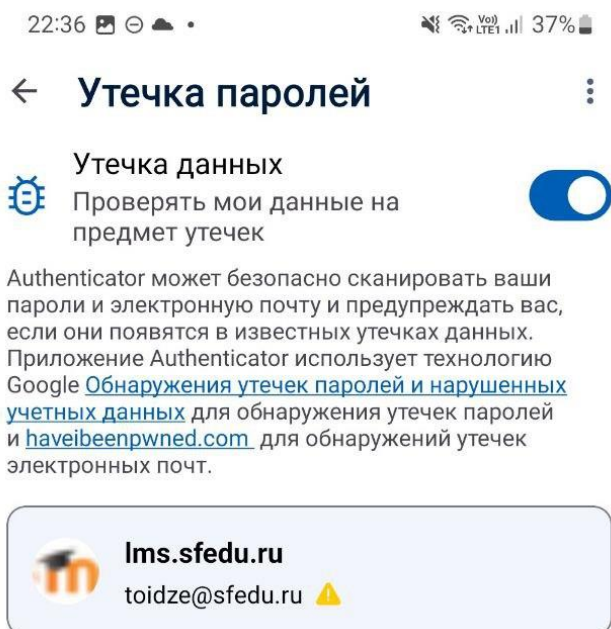 22:36
Vo)) LTE1 37%
Утечка паролей
Утечка данных
Проверять мои данные на
предмет утечек
Authenticator может безопасно сканировать ваши
пароли и электронную почту и предупреждать вас,
если они появятся в известных утечках данных.
Приложение Authenticator использует технологию
Google Обнаружения утечек паролей и нарушенных
учетных данных для обнаружения утечек паролей
и haveibeenpwned.com для обнаружений утечек
электронных почт.
lms.sfedu.ru
toidze@sfedu.ru